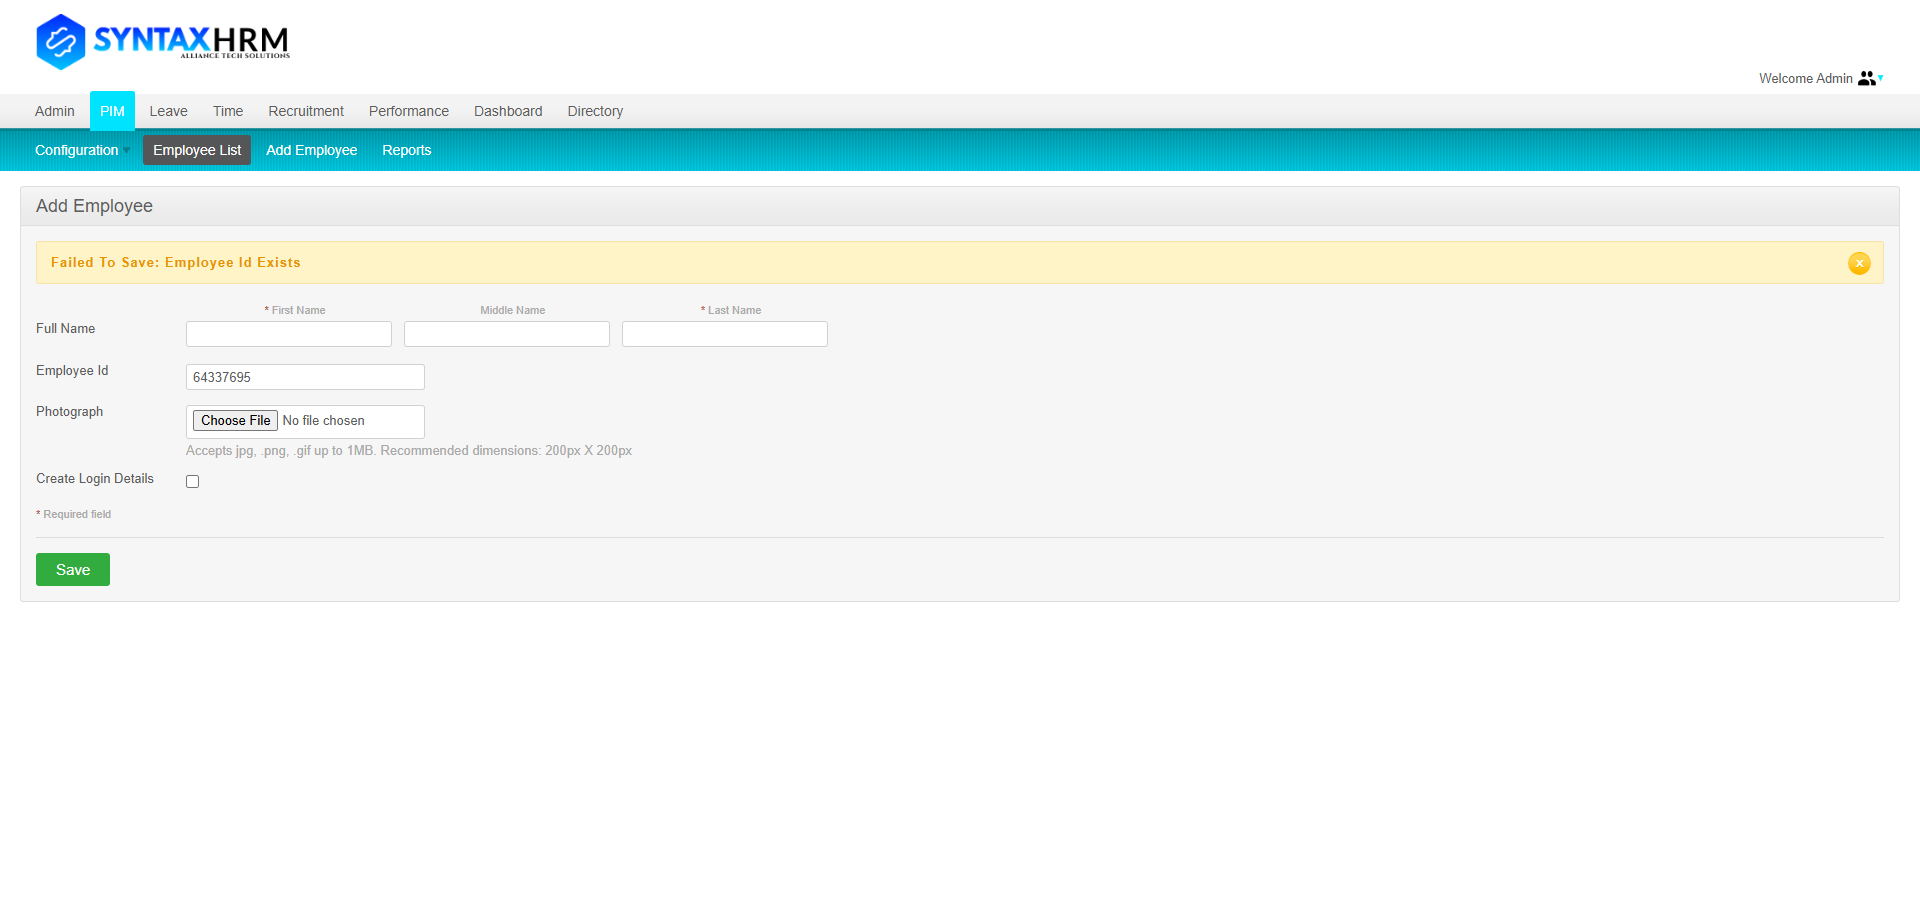 SYNTAXHRM
ALLIANCE TECH SOLUTIONS
Welcome Admin
Admin PIM Leave Time Recruitment Performance Dashboard Directory
Configuration Employee List Add Employee Reports
Add Employee
Failed To Save: Employee Id Exists
* First Name Middle Name * Last Name
Full Name
Employee Id 64337695
Photograph Choose File No file chosen
Accepts jpg, .png, .gif up to 1MB. Recommended dimensions: 200px X 200px
Create Login Details
* Required field
Save